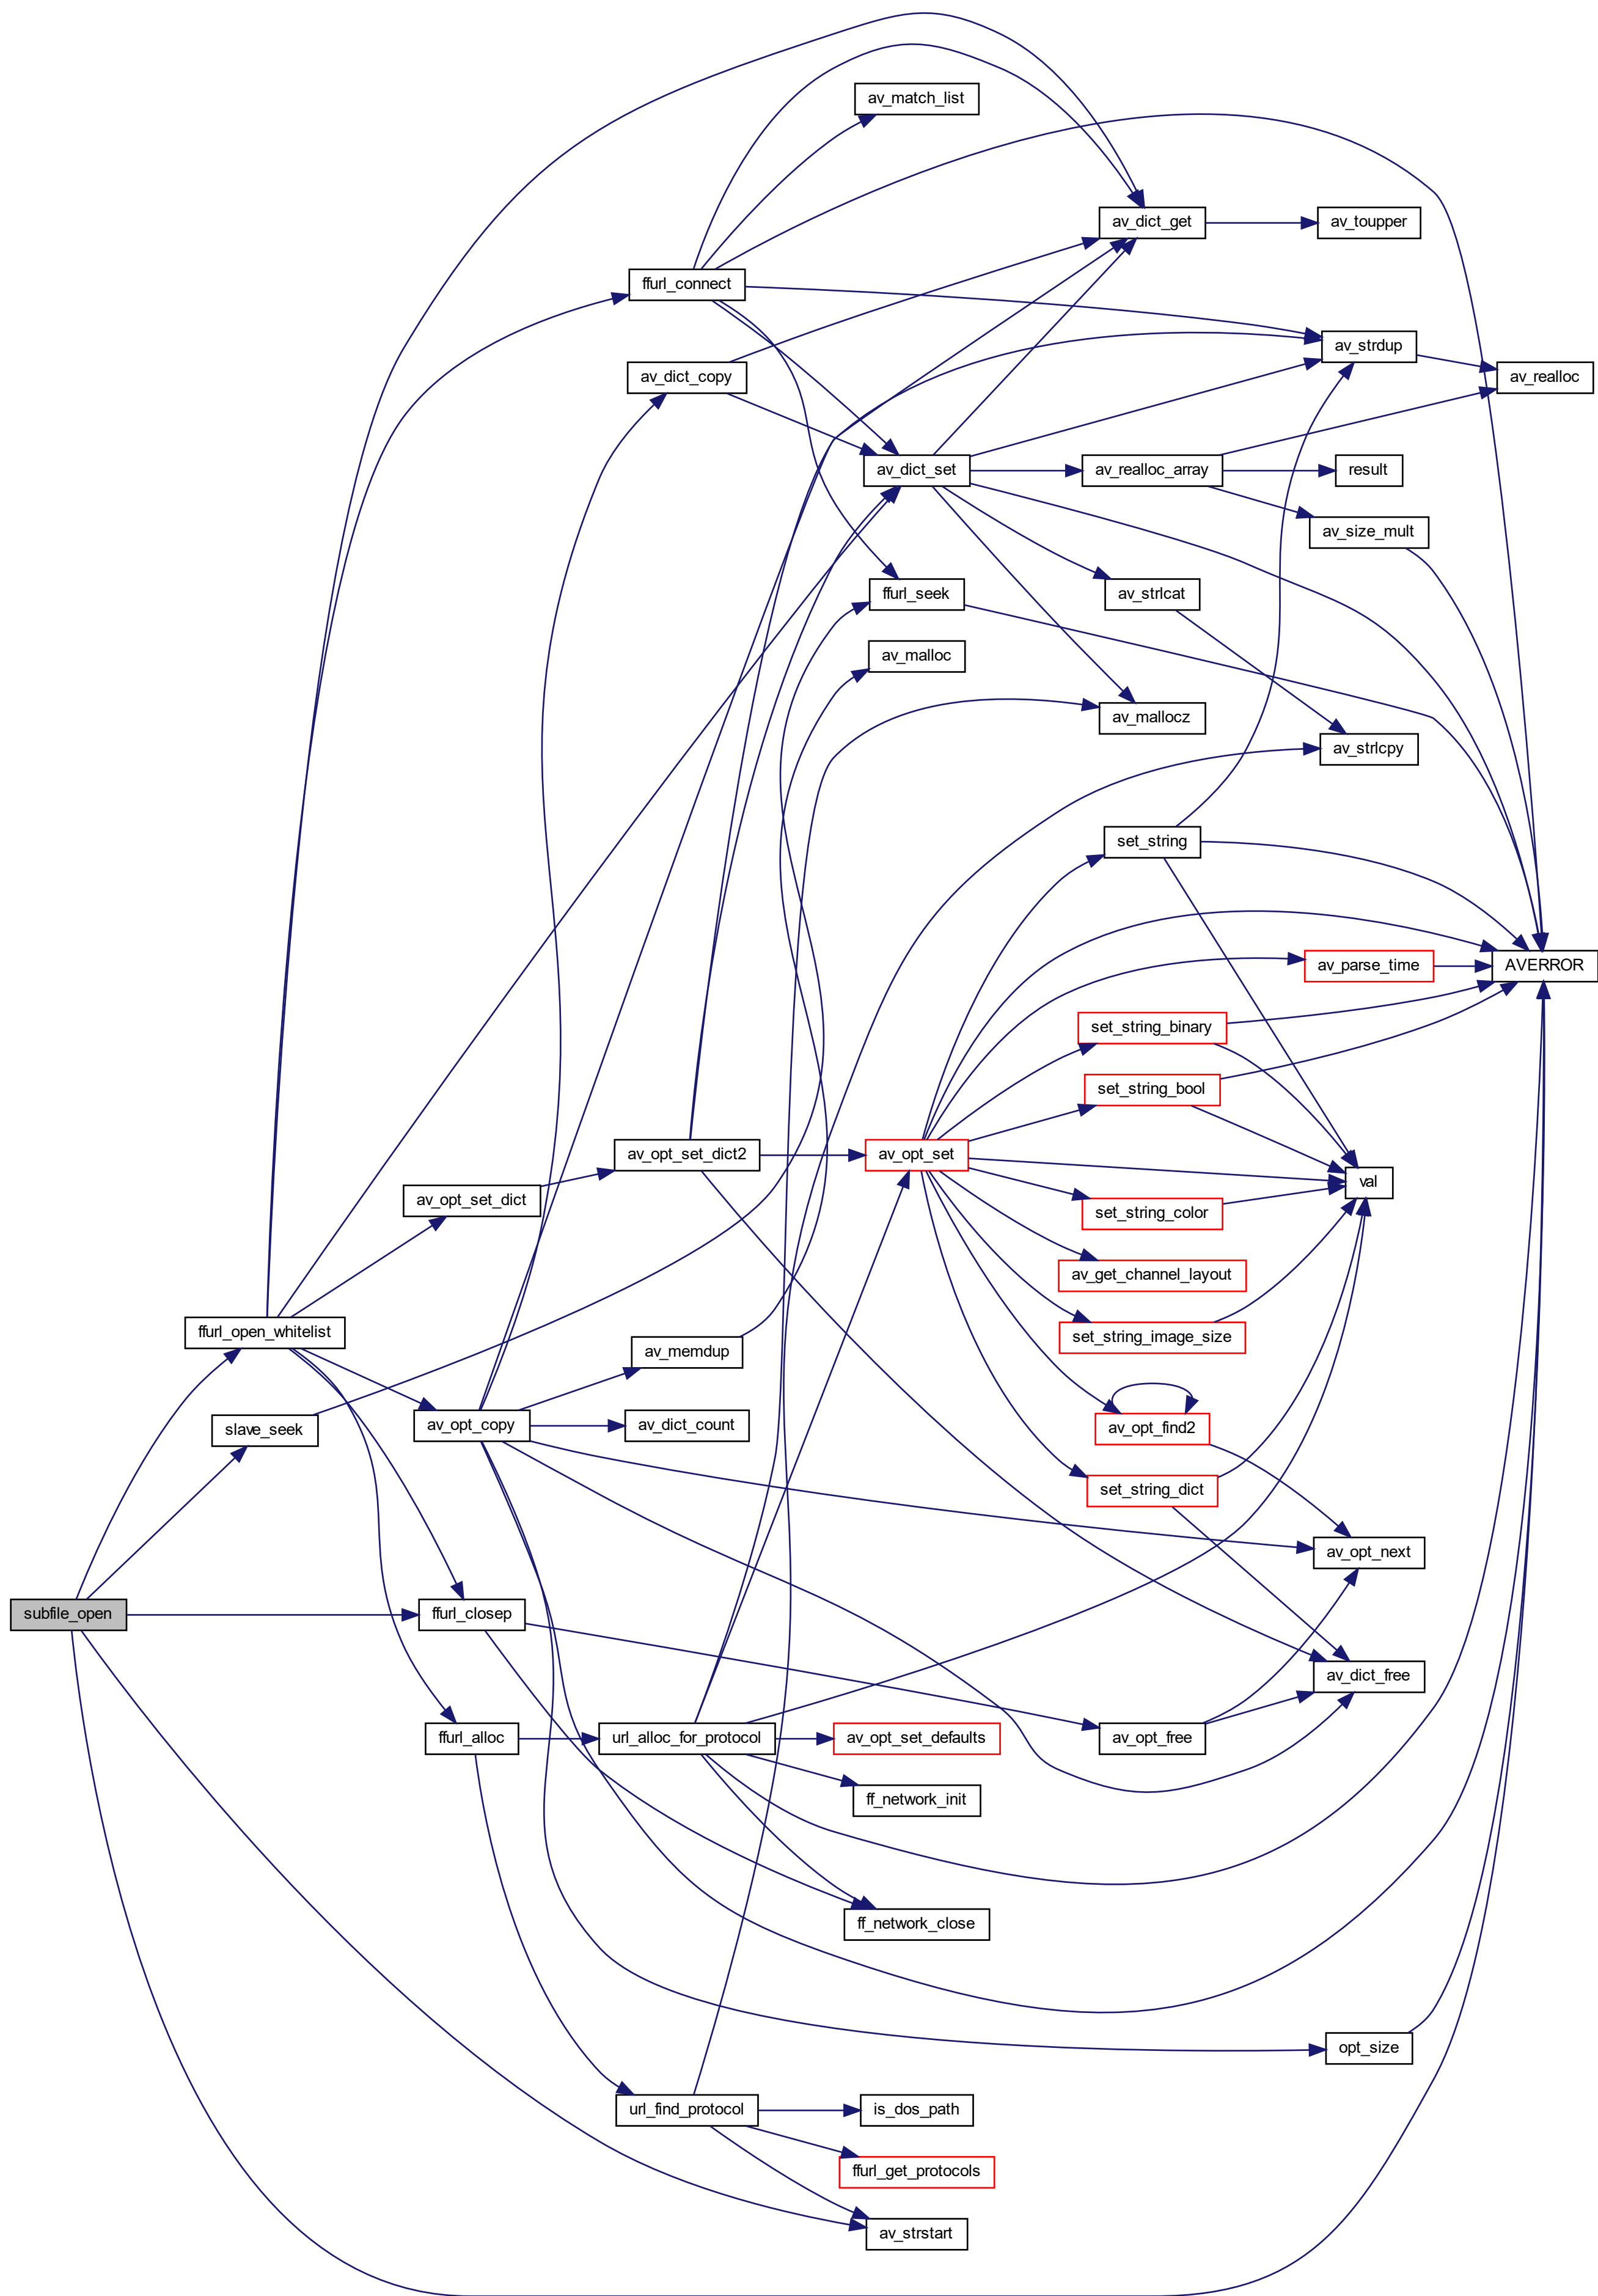 av_match_list
av_dict_get
av_toupper
ffurl_connect
av_strdup
av_dict_copy
av_realloc
av_dict_set
av_realloc_array
result
av_size_mult
ffurl_seek
av_strlcat
av_malloc
av_mallocz
av_strlcpy
set_string
av_parse_time
AVERROR
set_string_binary
set_string_bool
av_opt_set_dict2
av_opt_set
val
av_opt_set_dict
set_string_color
av_get_channel_layout
ffurl_open_whitelist
set_string_image_size
av_memdup
slave_seek
av_opt_copy
av_dict_count
av_opt_find2
set_string_dict
av_opt_next
subfile_open
ffurl_closep
av_dict_free
ffurl_alloc
url_alloc_for_protocol
av_opt_set_defaults
av_opt_free
ff_network_init
ff_network_close
opt_size
url_find_protocol
is_dos_path
ffurl_get_protocols
av_strstart